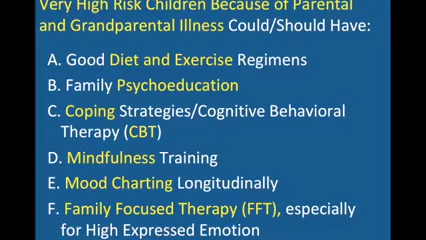 Very High Risk Children Because of Parental
and Grandparental Illness Could/Should Have:
A. Good Diet and Exercise Regimens
B. Family Psychoeducation
C. Coping Strategies/Cognitive Behavioral
Therapy (CBT)
D. Mindfulness Training
E. Mood Charting Longitudinally
F. Family Focused Therapy (FFT), especially
for High Expressed Emotion